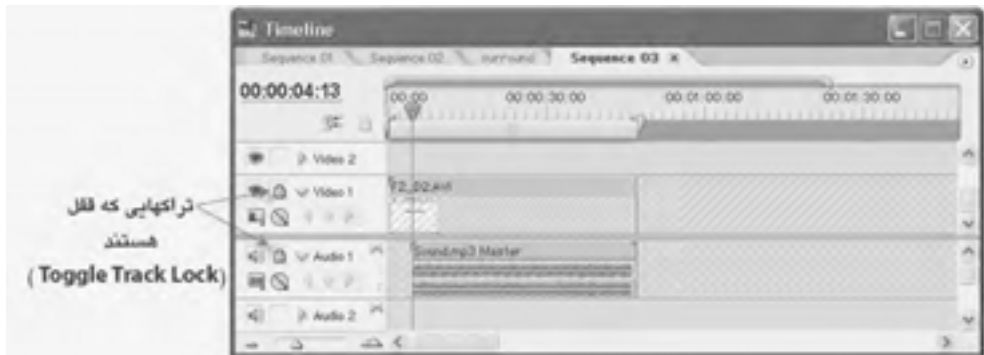 Timeline
Sequence 01 Sequence 02 surround Sequence 03
00:00:04:13
00:00 00:00:30:00 00:01:00:00 00:01:30:00
Video 2
Video 1
T2_02.AVI
تراکهایی که قفل
هستند
(Toggle Track Lock)
Audio 1
Sound.mp3 Master
Audio 2